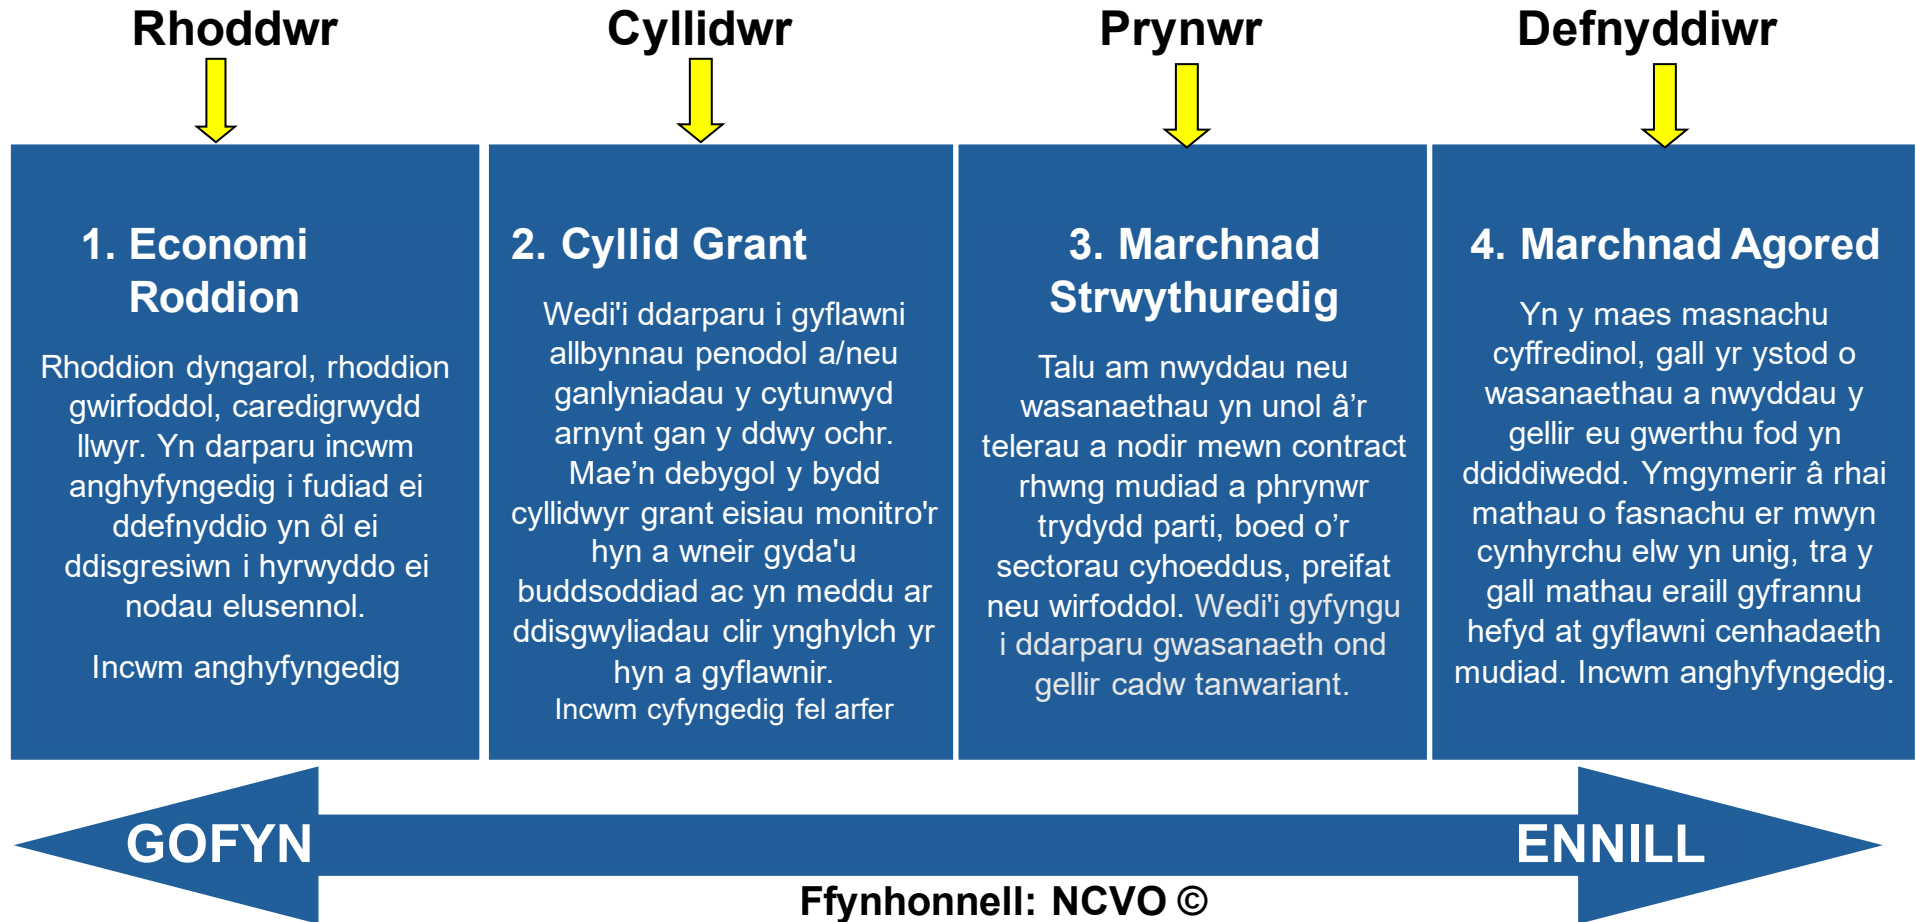 Rhoddwr
Cyllidwr
Prynwr
Defnyddiwr
1. Economi
Roddion
Rhoddion dyngarol, rhoddion
gwirfoddol, caredigrwydd
llwyr. Yn darparu incwm
anghyfyngedig i fudiad ei
ddefnyddio yn ôl ei
ddisgresiwn i hyrwyddo ei
nodau elusennol.
Incwm anghyfyngedig
2. Cyllid Grant
Wedi'i ddarparu i gyflawni
allbynnau penodol a/neu
ganlyniadau y cytunwyd
arnynt gan y ddwy ochr.
Mae’n debygol y bydd
cyllidwyr grant eisiau monitro'r
hyn a wneir gyda'u
buddsoddiad ac yn meddu ar
ddisgwyliadau clir ynghylch yr
hyn a gyflawnir.
Incwm cyfyngedig fel arfer
3. Marchnad
Strwythuredig
Talu am nwyddau neu
wasanaethau yn unol â’r
telerau a nodir mewn contract
rhwng mudiad a phrynwr
trydydd parti, boed o’r
sectorau cyhoeddus, preifat
neu wirfoddol. Wedi'i gyfyngu
i ddarparu gwasanaeth ond
gellir cadw tanwariant.
4. Marchnad Agored
Yn y maes masnachu
cyffredinol, gall yr ystod o
wasanaethau a nwyddau y
gellir eu gwerthu fod yn
ddiddiwedd. Ymgymerir â rhai
mathau o fasnachu er mwyn
cynhyrchu elw yn unig, tra y
gall mathau eraill gyfrannu
hefyd at gyflawni cenhadaeth
mudiad. Incwm anghyfyngedig.
GOFYN
ENNILL
Ffynhonnell: NCVO ©